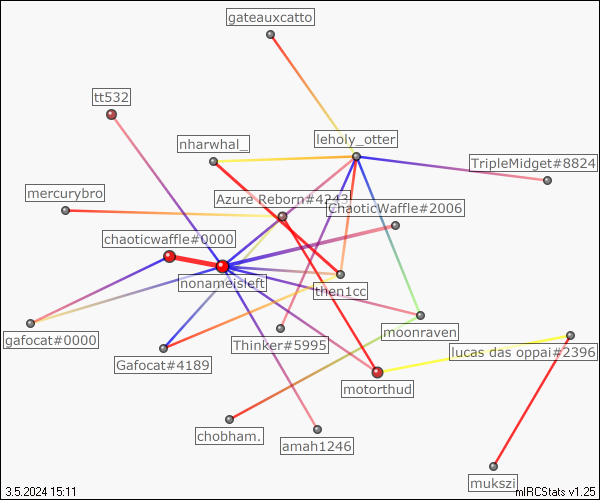 gateauxcatto
tt532
leholy_otter
nharwhal_
TripleMidget#8824
mercurybro
Azure Reborn#4243
ChaoticWaffle#2006
chaoticwaffle#0000
nonameisleft
then1cc
gafocat#0000
moonraven
Thinker#5995
lucas das oppai#2396
Gafocat#4189
motorthud
chobham.
amah1246
mukszi
3.5.2024 15:11
mIRCStats v1.25